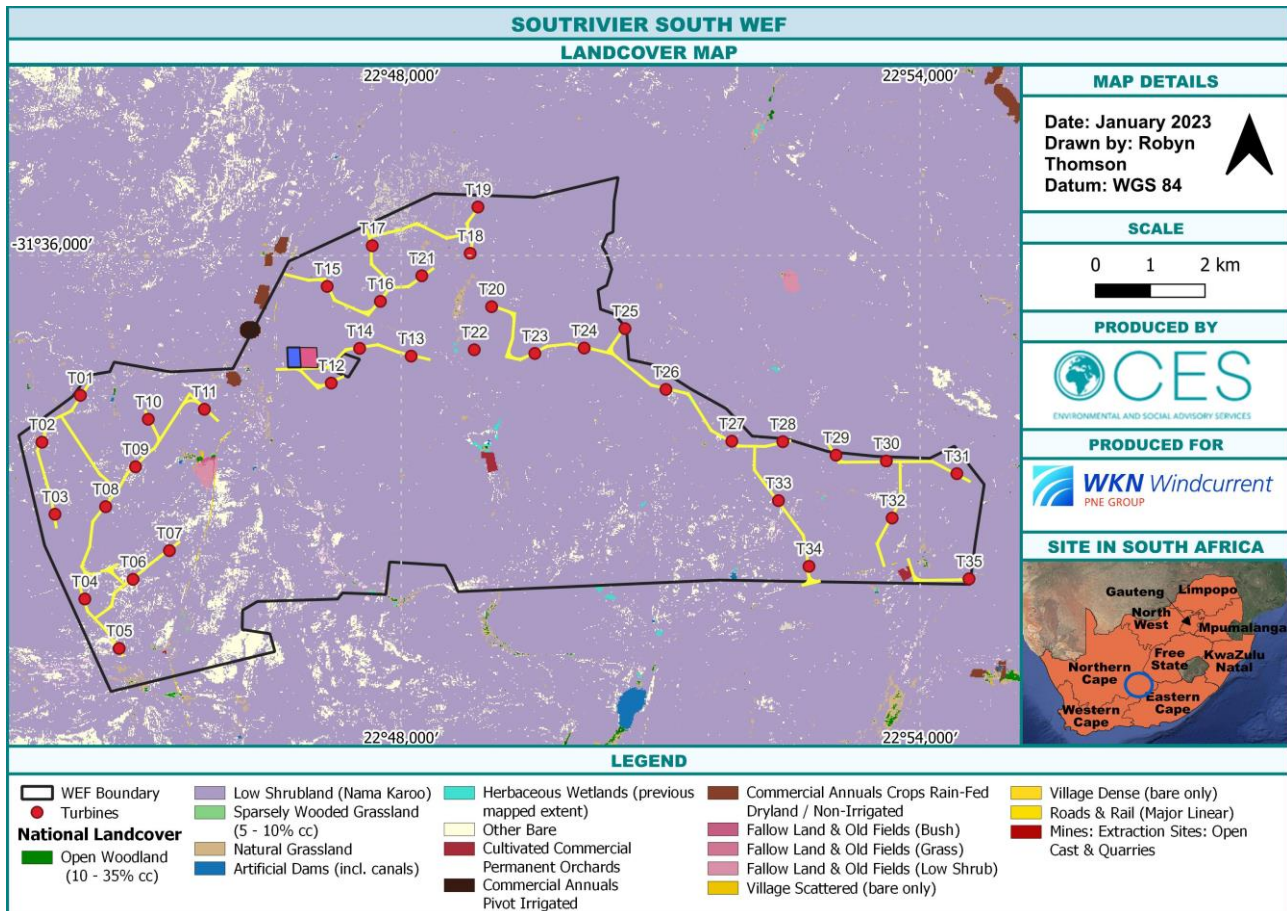 SOUTRIVIER SOUTH WEF
LANDCOVER MAP
22°48,000’
22°54,000’
-31°36,000’
T19
T17
T18
T21
T15
T16
T20
T25
T14
T13
T22
T23
T24
T12
T26
T01
T11
T10
T02
T27
T28
T09
T29
T30
T31
T03
T08
T33
T32
T07
T06
T34
T35
T04
T05
22°48,000’
22°54,000’
MAP DETAILS
Date: January 2023
Drawn by: Robyn
Thomson
Datum: WGS 84
SCALE
0 1 2 km
PRODUCED BY
CES
ENVIRONMENTAL AND SOCIAL ADVISORY SERVICES
PRODUCED FOR
WKN Windcurrent
PNE GROUP
SITE IN SOUTH AFRICA
Limpopo
Gauteng
North
West
Mpumalanga
Free
State
KwaZulu
Natal
Northern
Cape
Eastern
Cape
Western
Cape
LEGEND
WEF Boundary
Turbines
National Landcover
Open Woodland
(10 - 35% cc)
Low Shrubland (Nama Karoo)
Sparsely Wooded Grassland
(5 - 10% cc)
Natural Grassland
Artificial Dams (incl. canals)
Herbaceous Wetlands (previous
mapped extent)
Other Bare
Cultivated Commercial
Permanent Orchards
Commercial Annuals
Pivot Irrigated
Commercial Annuals Crops Rain-Fed
Dryland / Non-Irrigated
Fallow Land & Old Fields (Bush)
Fallow Land & Old Fields (Grass)
Fallow Land & Old Fields (Low Shrub)
Village Scattered (bare only)
Village Dense (bare only)
Roads & Rail (Major Linear)
Mines: Extraction Sites: Open
Cast & Quarries